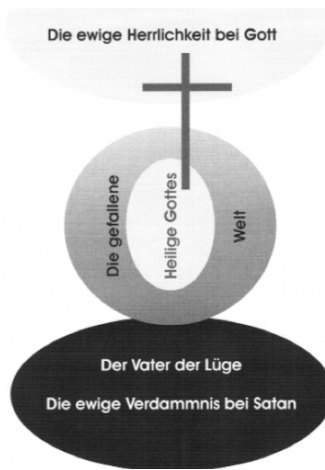 Die ewige Herrlichkeit bei Gott
Die gefallene
Heilige Gottes
Welt
Der Vater der Lüge
Die ewige Verdammnis bei Satan